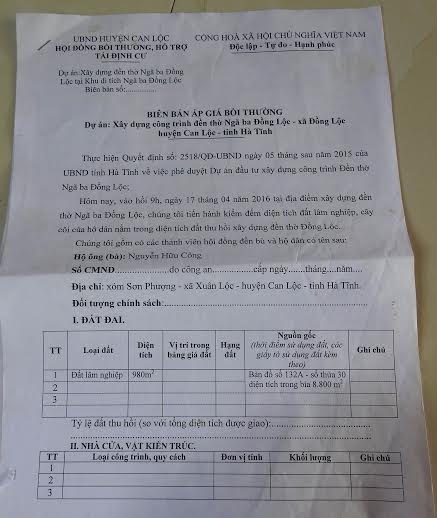 UBND HUYỆN CAN LỘC
HỘI ĐỒNG BỒI THƯỜNG, HỖ TRỢ
TÁI ĐỊNH CƯ
CỘNG HOÀ XÃ HỘI CHỦ NGHĨA VIỆT NAM
Độc lập - Tự do - Hạnh phúc
Dự án:Xây dựng đền thờ Ngã ba Đồng
Lộc tại Khu di tích Ngã ba Đồng Lộc
Biên bản số:..............
BIÊN BẢN ÁP GIÁ BỒI THƯỜNG
Dự án: Xây dựng công trình đền thờ Ngã ba Đồng Lộc - xã Đồng Lộc
huyện Can Lộc - tỉnh Hà Tĩnh
Thực hiện Quyết định số: 2518/QĐ-UBND ngày 05 tháng sau năm 2015 của
UBND tỉnh Hà Tĩnh về việc phê duyệt Dự án đầu tư xây dựng công trình Đền thờ
Ngã ba Đồng Lộc;
Hôm nay, vào hồi 9h, ngày 17 tháng 04 năm 2016 tại địa điểm xây dựng đền
thờ Ngã ba Đồng Lộc, chúng tôi tiến hành kiểm đếm diện tích đất lâm nghiệp, cây
cối của hộ dân nằm trong diện tích đất thu hồi xây dựng đền thờ Đồng Lộc.
Chúng tôi gồm có các thành viên hội đồng đền bù và hộ dân có tên sau:
Hộ ông (bà): Nguyễn Hữu Công
Số CMND......................do công an...............cấp ngày......tháng....năm....
Địa chỉ: xóm Sơn Phượng - xã Xuân Lộc - huyện Can Lộc - tỉnh Hà Tĩnh.
Đối tượng chính sách:..............................
I. ĐẤT ĐAI.
TT Loại đất Diện tích Vị trí trong bảng giá đất Hạng đất Nguồn gốc (thời điểm sử dụng đất, các giấy tờ sử dụng đất kèm theo) Ghi chú
1 Đất lâm nghiệp 980m² Bản đồ số 132A - số thửa 30
2 diện tích trong bìa 8.800 m²
3
Tỷ lệ đất thu hồi (so với tổng diện tích được giao):..............................
II. NHÀ CỬA, VẬT KIẾN TRÚC.
TT Loại công trình, quy cách Đơn vị tính Khối lượng Ghi chú
1
2
3